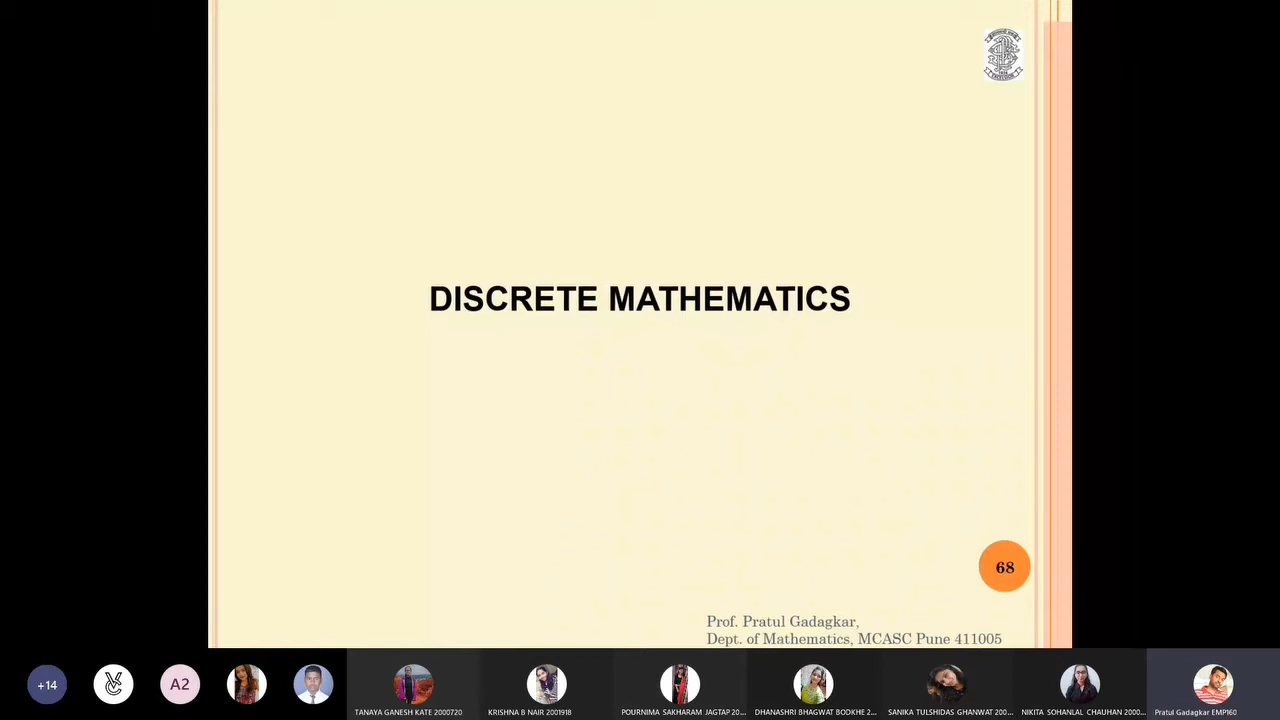 DISCRETE MATHEMATICS
68
Prof. Pratul Gadagkar,
Dept. of Mathematics, MCASC Pune 411005
+14
A2
TANAYA GANESH KATE 2000720
KRISHNA B NAIR 2001918
POURNIMA SAKHARAM JAGTAP 20...
DHANASHRI BHAGWAT BODKHE 2...
SANIKA TULSHIDAS GHANWAT 200...
NIKITA SOHANLAL CHAUHAN 2000...
Pratul Gadagkar EMP160